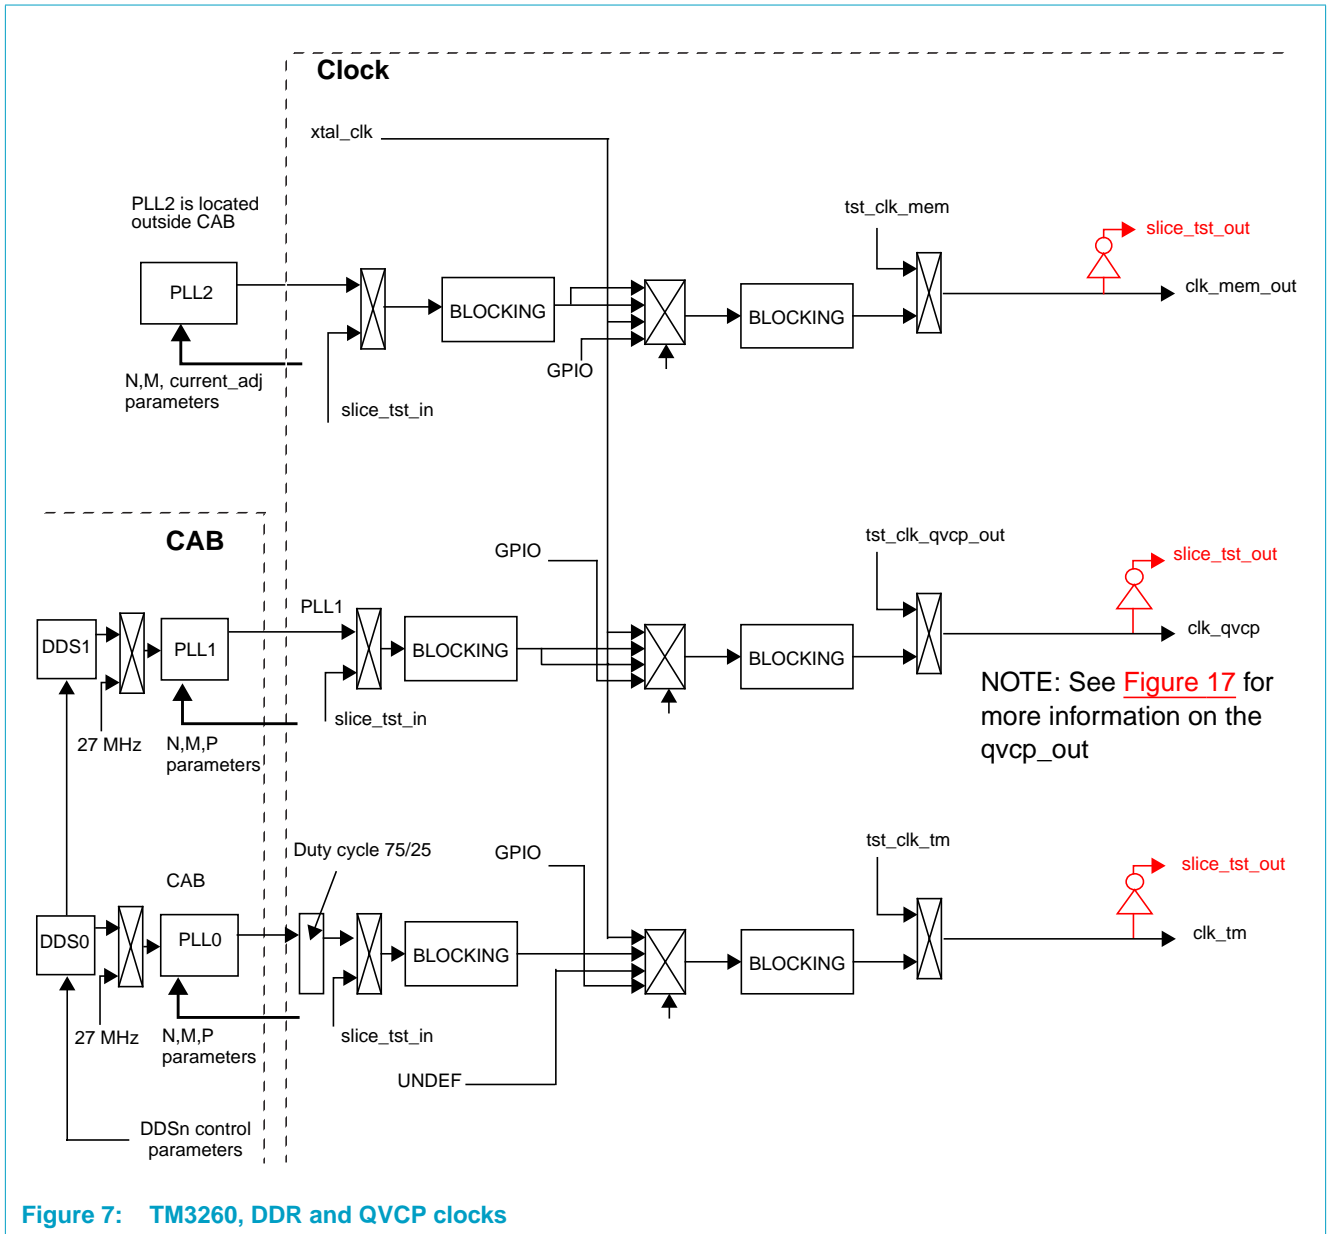 Clock
xtal_clk
PLL2 is located
outside CAB
tst_clk_mem
slice_tst_out
PLL2
BLOCKING
BLOCKING
clk_mem_out
GPIO
N,M, current_adj
parameters
slice_tst_in
CAB
GPIO
tst_clk_qvcp_out
slice_tst_out
PLL1
DDS1
PLL1
BLOCKING
BLOCKING
clk_qvcp
NOTE: See Figure 17 for
more information on the
qvcp_out
slice_tst_in
27 MHz
N,M,P
parameters
Duty cycle 75/25
GPIO
tst_clk_tm
slice_tst_out
CAB
DDS0
PLL0
BLOCKING
BLOCKING
clk_tm
27 MHz
N,M,P
parameters
slice_tst_in
UNDEF
DDSn control
parameters
Figure 7: TM3260, DDR and QVCP clocks